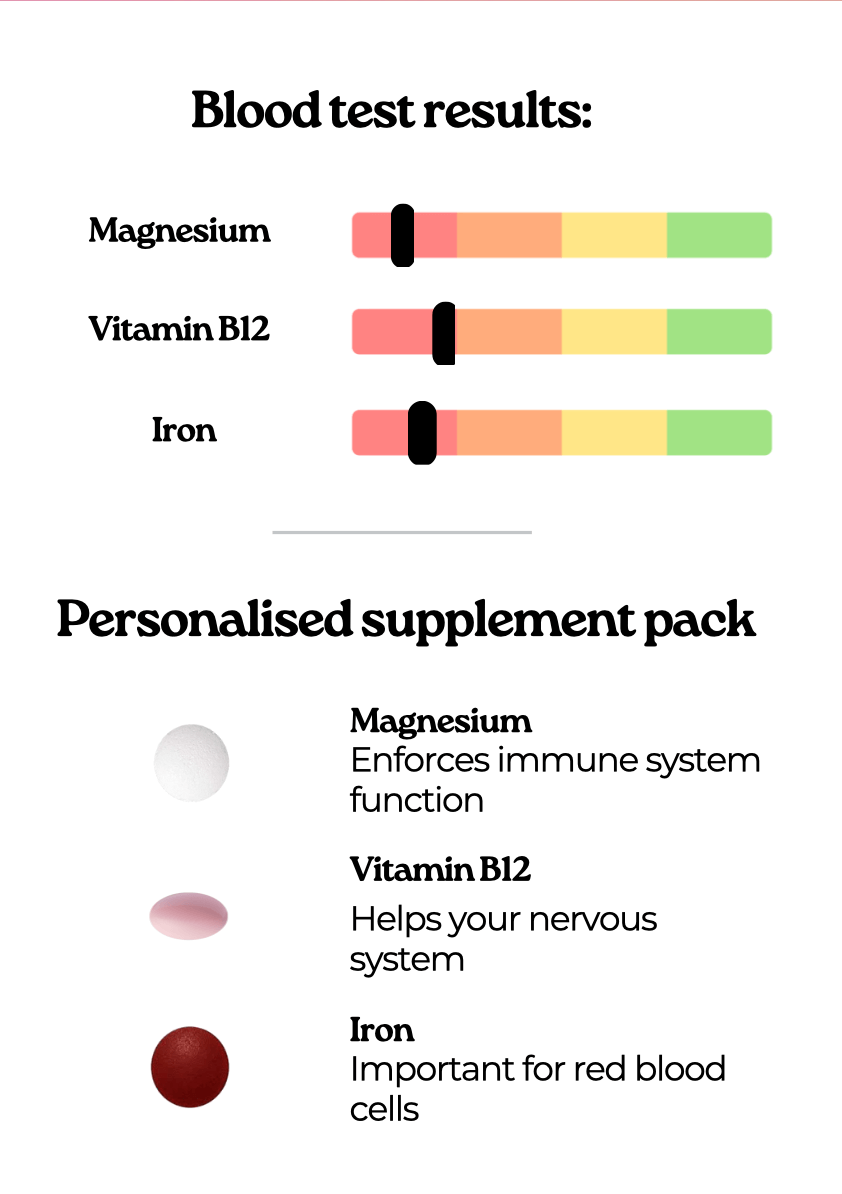 Blood test results:
Magnesium
Vitamin B12
Iron
Personalised supplement pack
Magnesium
Enforces immune system
function
Vitamin B12
Helps your nervous
system
Iron
Important for red blood
cells